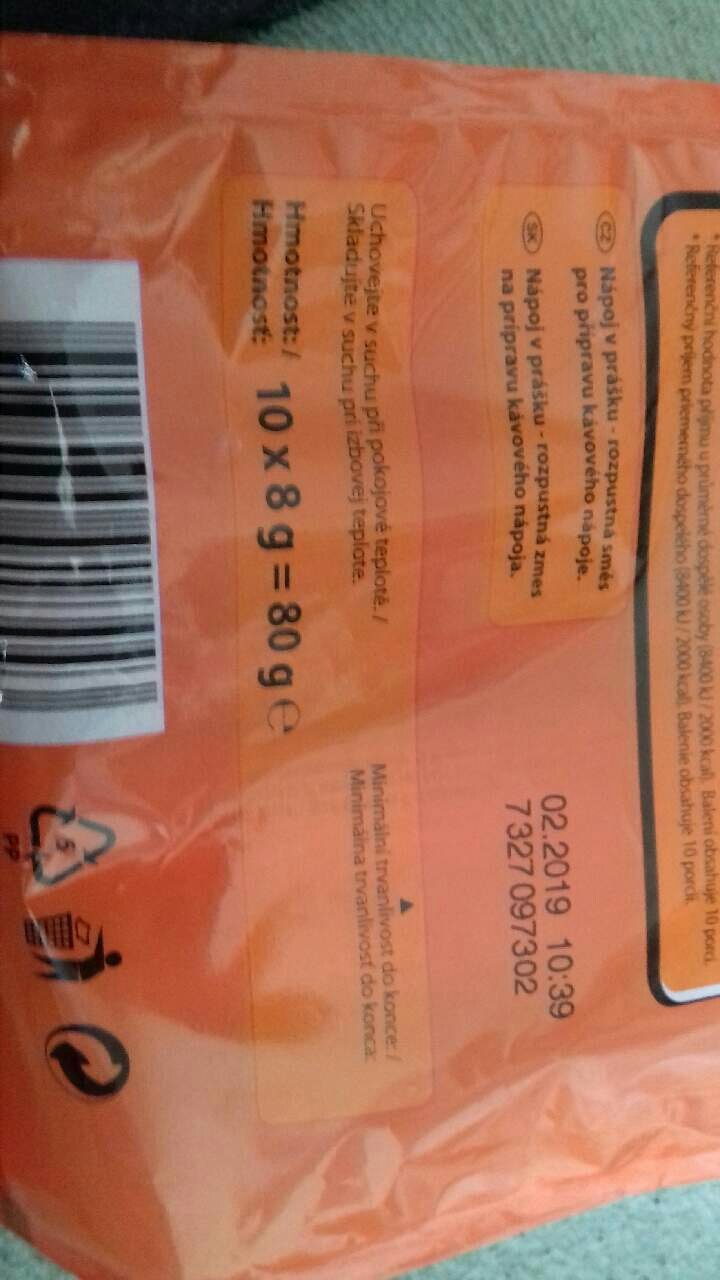 * Referenční hodnota příjmu u průměrné dospělé osoby (8400 kJ / 2000 kcal). Balení obsahuje 10 porcí.
* Referenčný príjem priemerného dospelého (8400 kJ / 2000 kcal). Balenie obsahuje 10 porcií.
CZ Nápoj v prášku - rozpustná směs
pro přípravu kávového nápoje.
SK Nápoj v prášku - rozpustná zmes
na prípravu kávového nápoja.
02.2019 10:39
7327097302
Uchovejte v suchu při pokojové teplotě. /
Skladujte v suchu pri izbovej teplote.
Minimální trvanlivost do konce: /
Minimálna trvanlivosť do konca:
Hmotnost: /
Hmotnosť:
10 x 8 g = 80 g ℮
5
PP